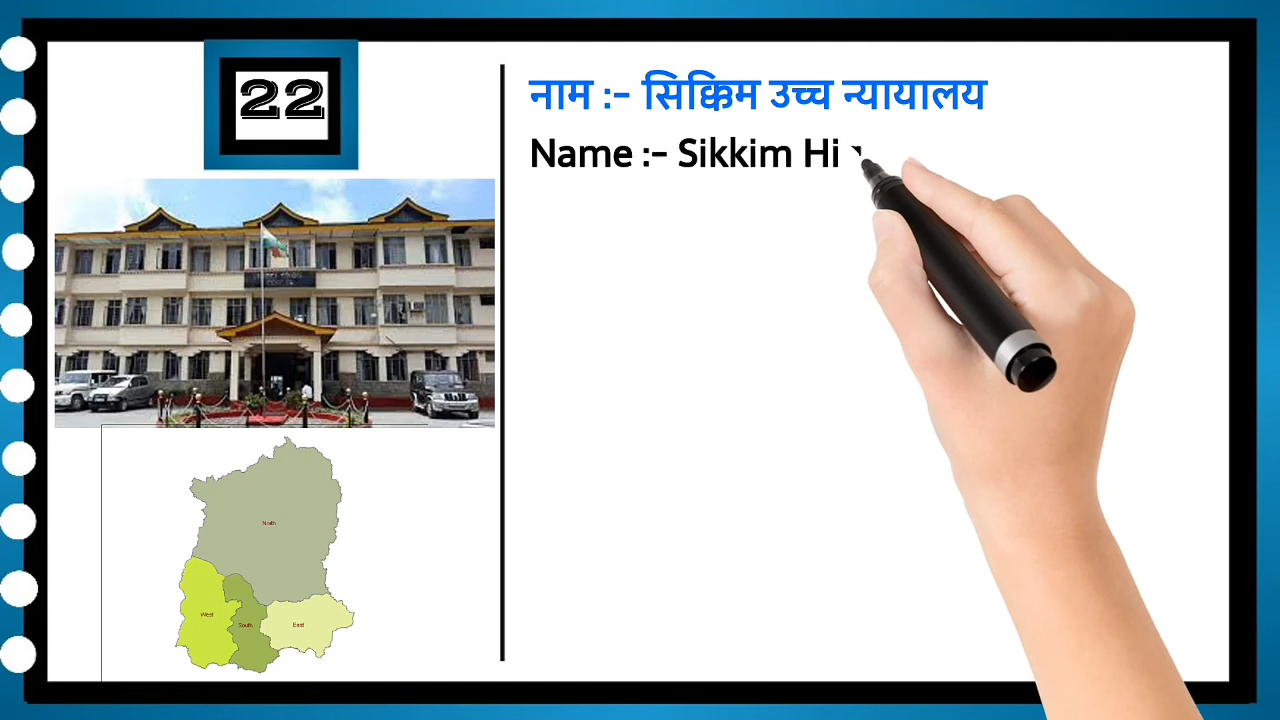 22
नाम :- सिक्किम उच्च न्यायालय
Name :- Sikkim Hi
North
West
South
East